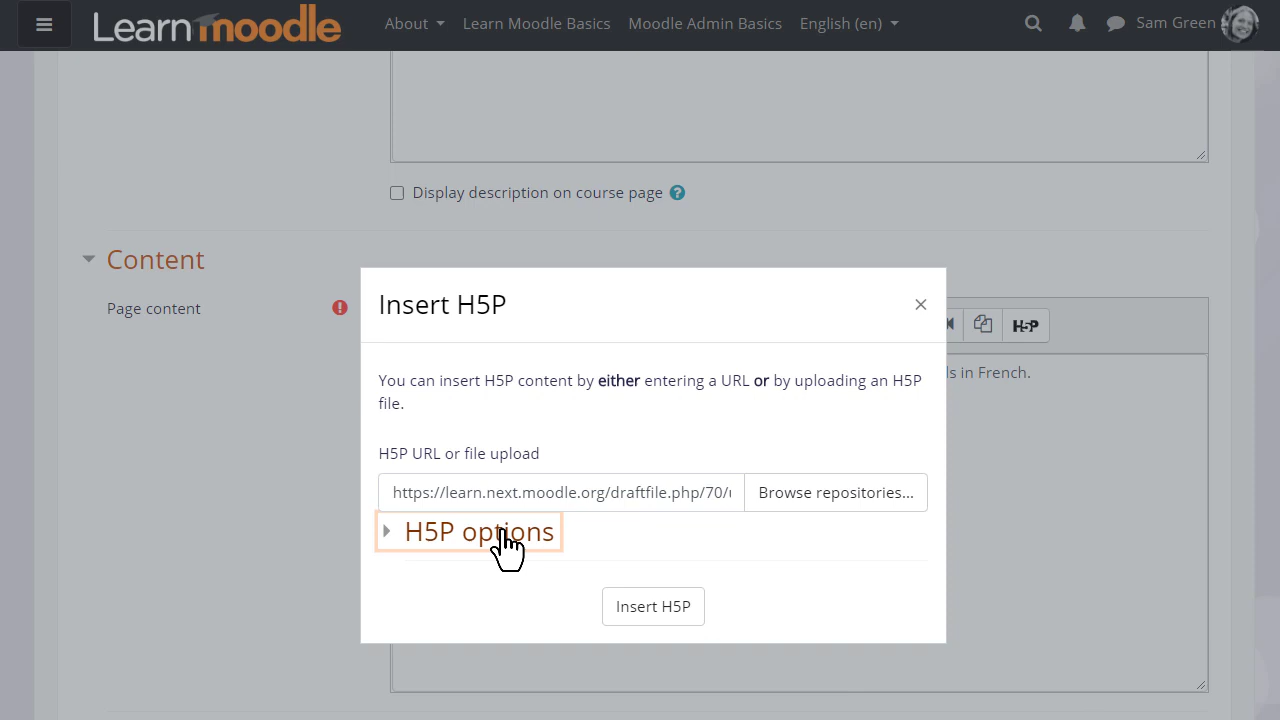 Learn moodle About Learn Moodle Basics Moodle Admin Basics English (en) Sam Green
Display description on course page ?
Content
Page content !
Insert H5P ×
H-P
You can insert H5P content by either entering a URL or by uploading an H5P
file.
in French.
H5P URL or file upload
https://learn.next.moodle.org/draftfile.php/70/ Browse repositories...
H5P options
Insert H5P